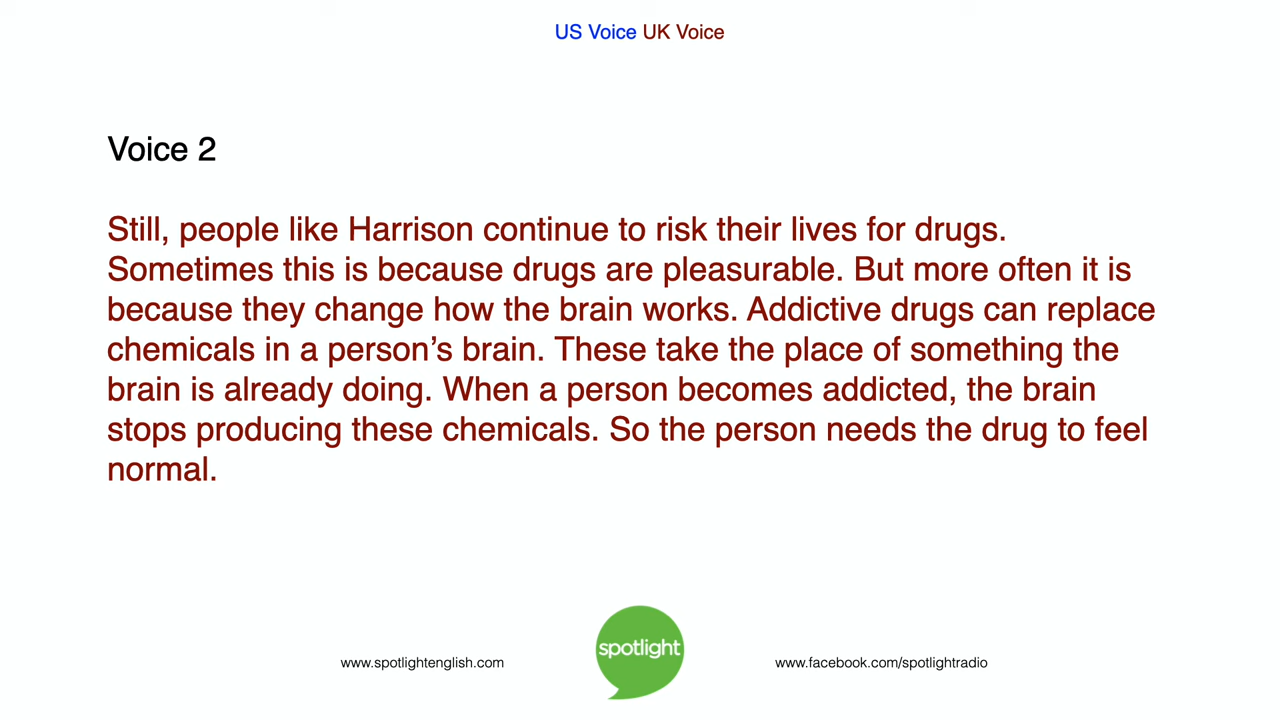 US Voice UK Voice
Voice 2
Still, people like Harrison continue to risk their lives for drugs.
Sometimes this is because drugs are pleasurable. But more often it is
because they change how the brain works. Addictive drugs can replace
chemicals in a person’s brain. These take the place of something the
brain is already doing. When a person becomes addicted, the brain
stops producing these chemicals. So the person needs the drug to feel
normal.
www.spotlightenglish.com
spotlight
www.facebook.com/spotlightradio